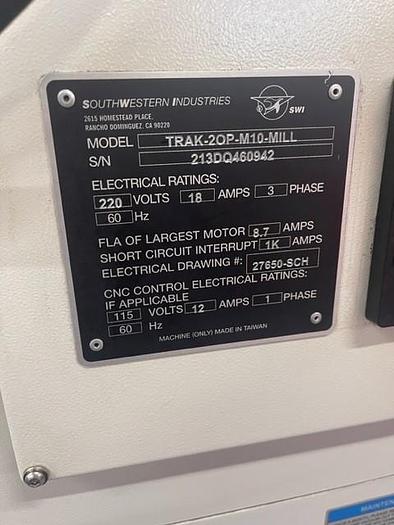 SOUTHWESTERN INDUSTRIES
SWI
2615 HOMESTEAD PLACE,
RANCHO DOMINGUEZ, CA 90220
MODEL TRAK-2OP-M10-MILL
S/N 213DQ460942
ELECTRICAL RATINGS:
220 VOLTS 18 AMPS 3 PHASE
60 Hz
FLA OF LARGEST MOTOR 8.7 AMPS
SHORT CIRCUIT INTERRUPT 1K AMPS
ELECTRICAL DRAWING #: 27650-SCH
CNC CONTROL ELECTRICAL RATINGS:
IF APPLICABLE
115 VOLTS 12 AMPS 1 PHASE
60 Hz
MACHINE (ONLY) MADE IN TAIWAN